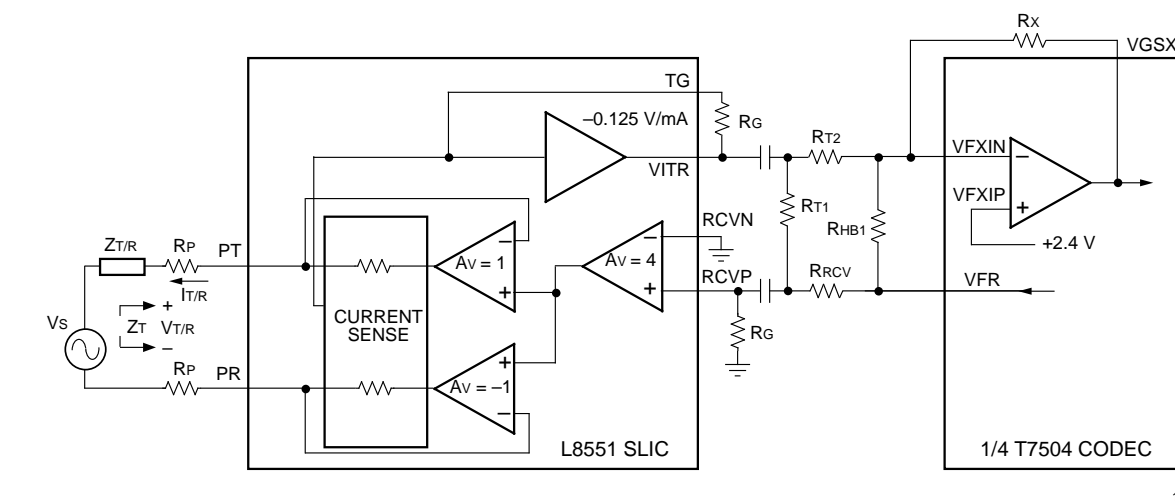 RX
VGSX
TG
–0.125 V/mA
RG
RT2
VFXIN
VITR
–
VFXIP
RT1
RCVN
RHB1
ZT/R
RP
PT
–
–
+
AV = 1
AV = 4
RCVP
+2.4 V
RRCV
VFR
IT/R
+
+
VS
+
ZT
VT/R
–
CURRENT
SENSE
RG
RP
PR
+
AV = –1
–
L8551 SLIC
1/4 T7504 CODEC